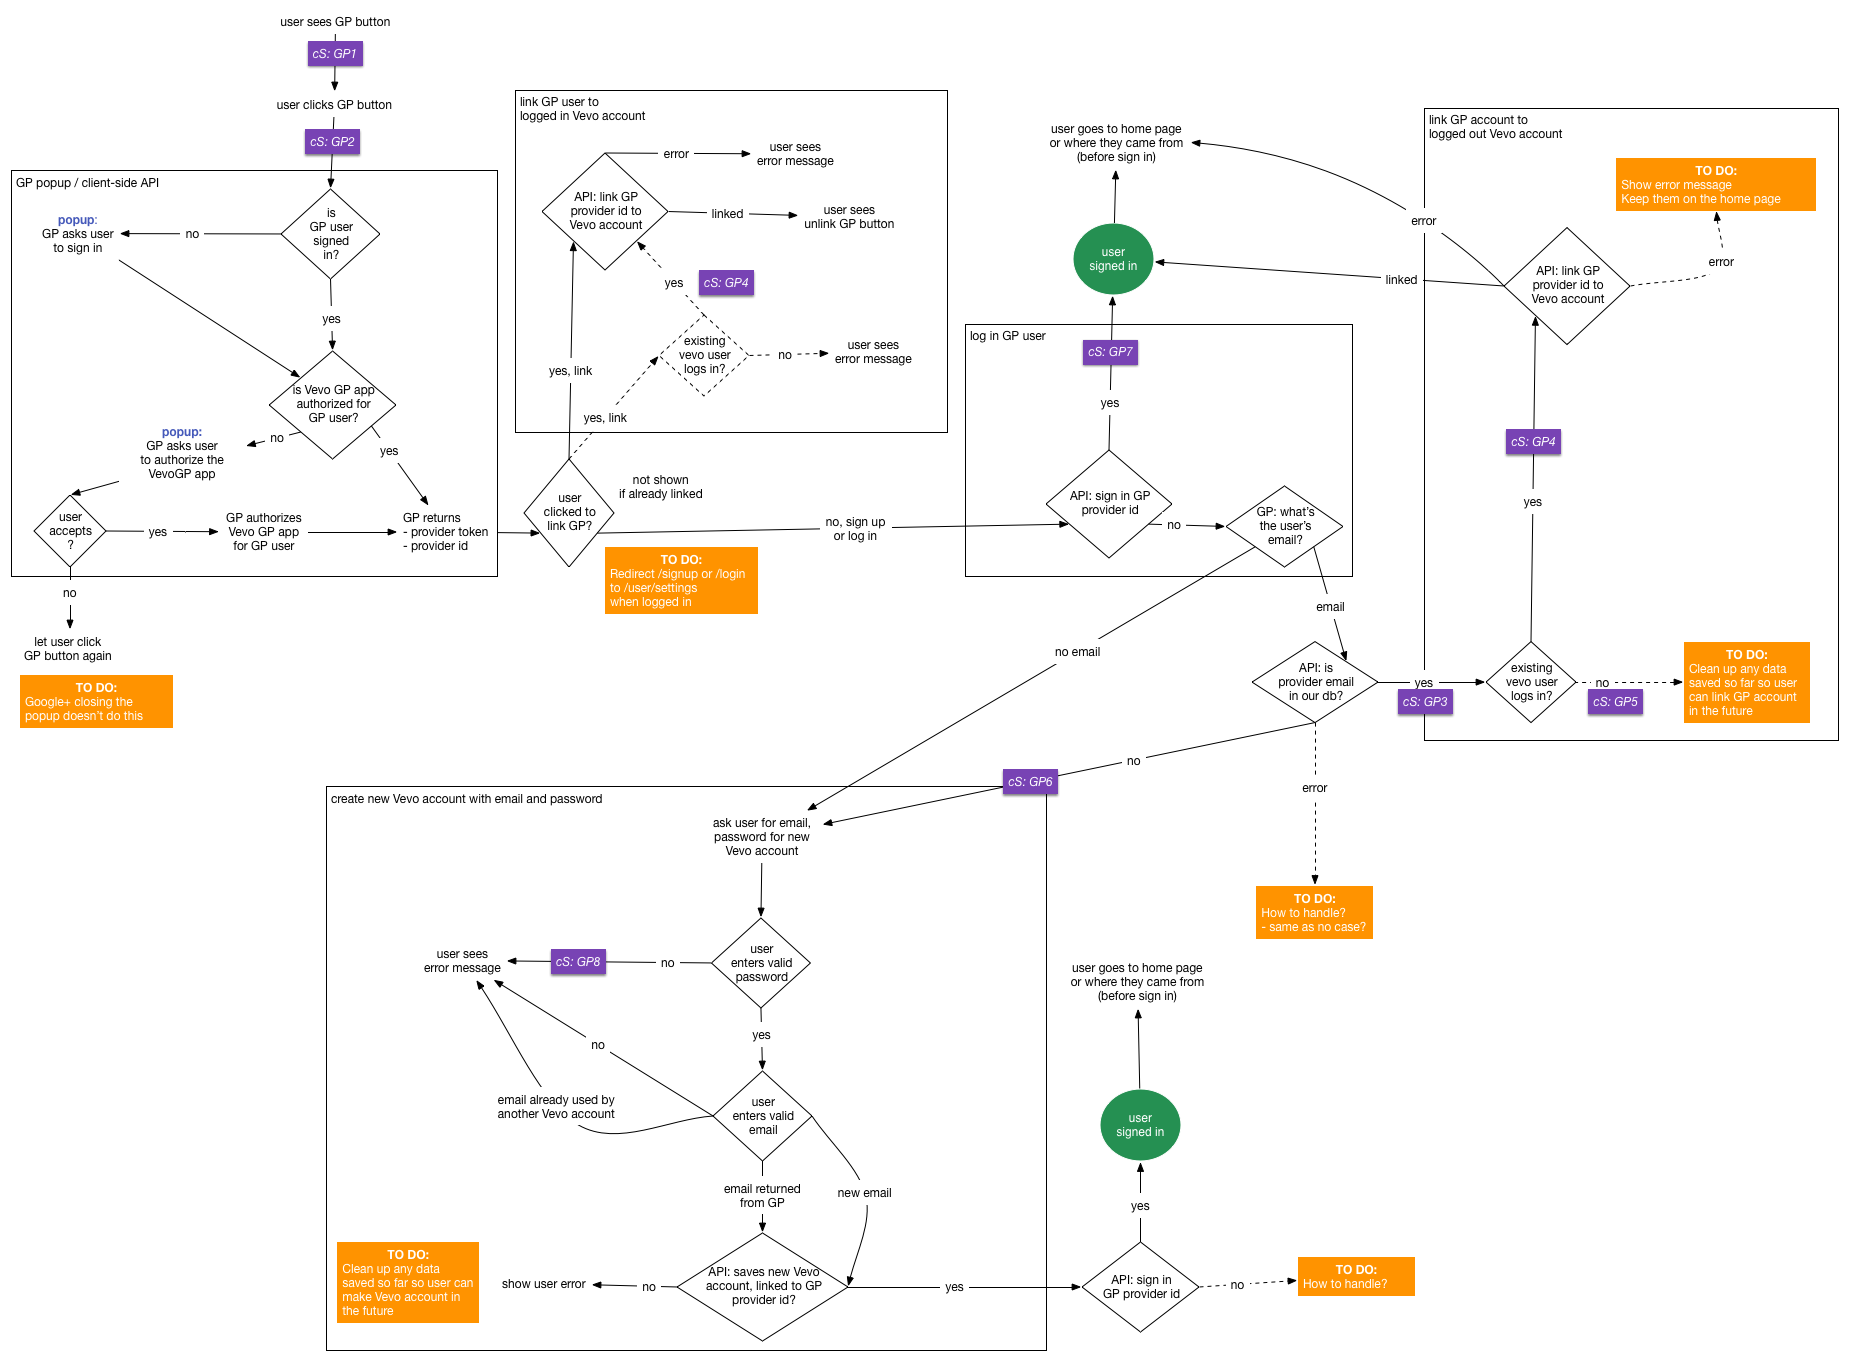 user sees GP button
cS: GP1
user clicks GP button
cS: GP2
GP popup / client-side API
is
GP user
signed
in?
no
popup:
GP asks user
to sign in
yes
is Vevo GP app
authorized for
GP user?
no
popup:
GP asks user
to authorize the
VevoGP app
yes
user
accepts
?
yes
GP authorizes
Vevo GP app
for GP user
GP returns
- provider token
- provider id
no
let user click
GP button again
TO DO:
Google+ closing the
popup doesn't do this
link GP user to
logged in Vevo account
API: link GP
provider id to
Vevo account
error
user sees
error message
linked
user sees
unlink GP button
yes
cS: GP4
existing
vevo user
logs in?
no
user sees
error message
yes, link
yes, link
user
clicked to
link GP?
not shown
if already linked
no, sign up
or log in
TO DO:
Redirect /signup or /login
to /user/settings
when logged in
user goes to home page
or where they came from
(before sign in)
user
signed in
log in GP user
cS: GP7
yes
API: sign in GP
provider id
no
GP: what's
the user's
email?
no email
email
API: is
provider email
in our db?
yes
cS: GP3
no
cS: GP6
error
TO DO:
How to handle?
- same as no case?
link GP account to
logged out Vevo account
TO DO:
Show error message
Keep them on the home page
error
error
linked
API: link GP
provider id to
Vevo account
cS: GP4
yes
existing
vevo user
logs in?
no
cS: GP5
TO DO:
Clean up any data
saved so far so user
can link GP account
in the future
create new Vevo account with email and password
ask user for email,
password for new
Vevo account
user
enters valid
password
no
cS: GP8
user sees
error message
yes
no
email already used by
another Vevo account
user
enters valid
email
email returned
from GP
new email
API: saves new Vevo
account, linked to GP
provider id?
no
show user error
TO DO:
Clean up any data
saved so far so user can
make Vevo account in
the future
yes
API: sign in
GP provider id
no
TO DO:
How to handle?
yes
user
signed in
user goes to home page
or where they came from
(before sign in)